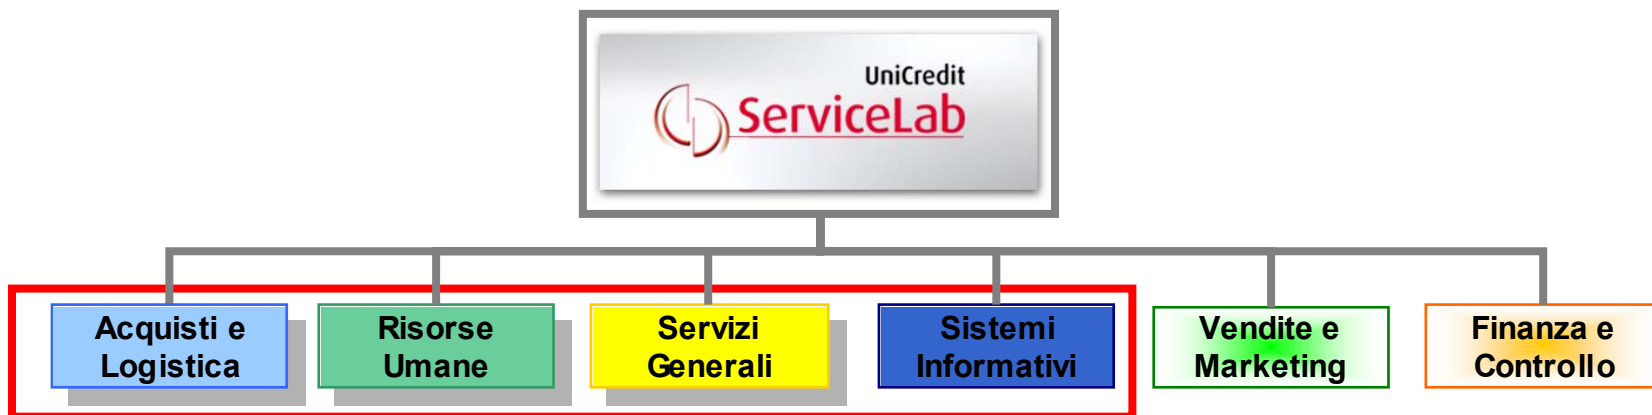 UniCredit
ServiceLab
Acquisti e
Logistica
Risorse
Umane
Servizi
Generali
Sistemi
Informativi
Vendite e
Marketing
Finanza e
Controllo